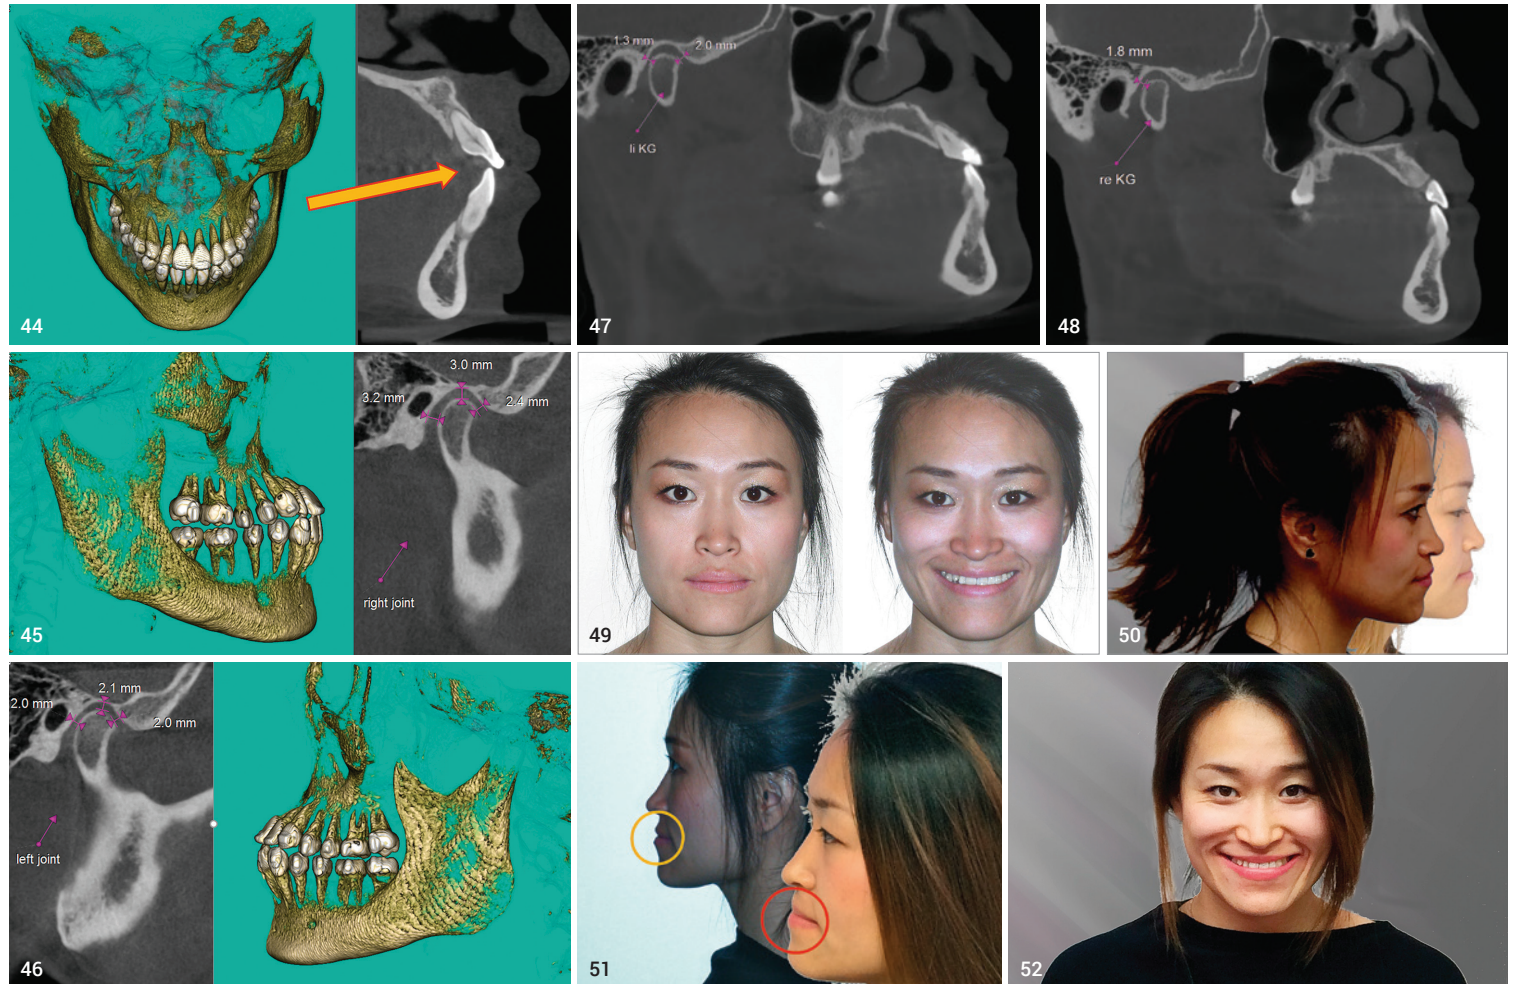 44
1.3 mm
2.0 mm
li KG
47
1.8 mm
re KG
48
45
3.0 mm
3.2 mm
2.4 mm
right joint
49
50
2.1 mm
2.0 mm
2.0 mm
left joint
46
51
52